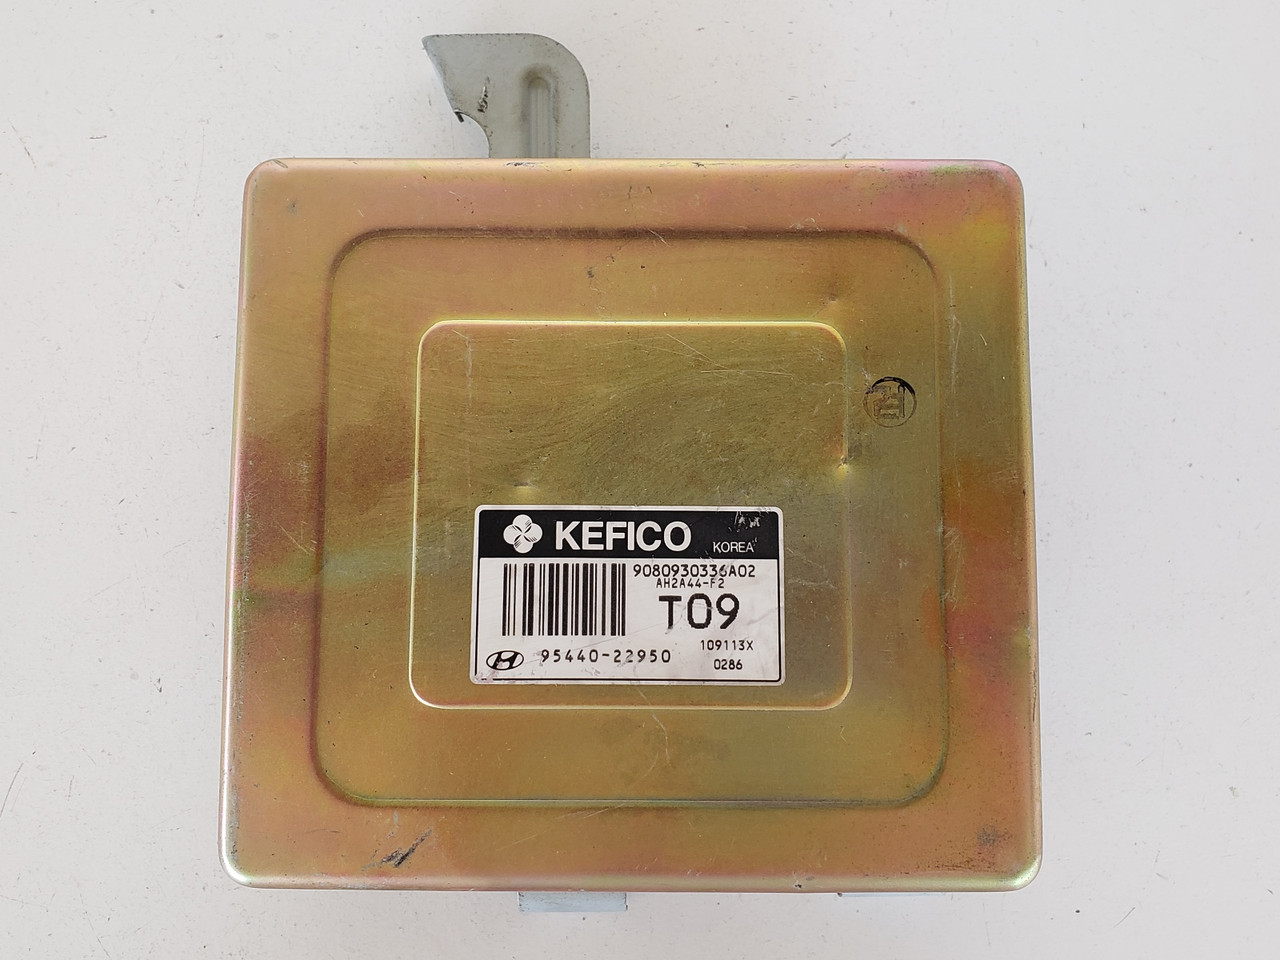 KEFICO KOREA
9080930336A02
AH2A44-F2
T09
109113X
95440-22950
0286